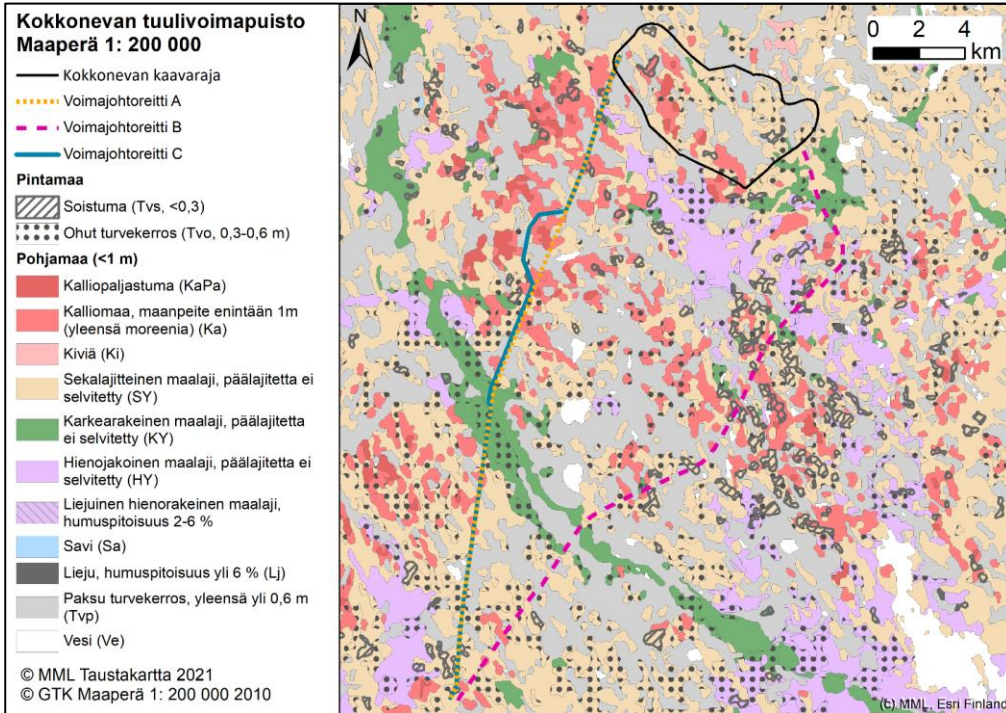 Kokkonevan tuulivoimapuisto
Maaperä 1: 200 000
Kokkonevan kaavaraja
Voimajohtoreitti A
Voimajohtoreitti B
Voimajohtoreitti C
Pintamaa
Soistuma (Tvs, <0,3)
Ohut turvekerros (Tvo, 0,3-0,6 m)
Pohjamaa (<1 m)
Kalliopaljastuma (KaPa)
Kalliomaa, maanpeite enintään 1m
(yleensä moreenia) (Ka)
Kiviä (Ki)
Sekalajitteinen maalaji, päälajitetta ei
selvitetty (SY)
Karkearakeinen maalaji, päälajitetta
ei selvitetty (KY)
Hienojakoinen maalaji, päälajitetta ei
selvitetty (HY)
Liejuinen hienorakeinen maalaji,
humuspitoisuus 2-6 %
Savi (Sa)
Lieju, humuspitoisuus yli 6 % (Lj)
Paksu turvekerros, yleensä yli 0,6 m
(Tvp)
Vesi (Ve)
© MML Taustakartta 2021
© GTK Maaperä 1: 200 000 2010
N
0 2 4
km
(c) MML, Esri Finland